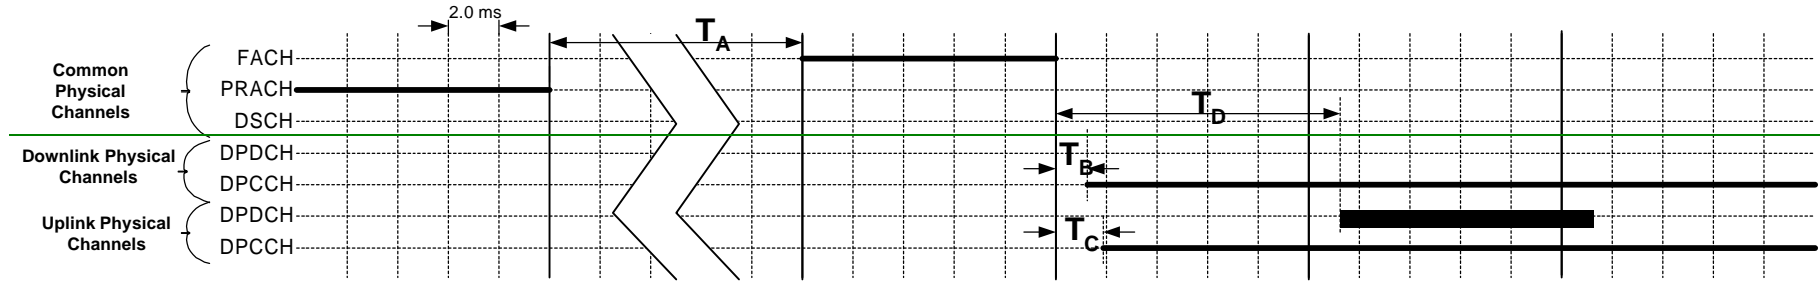 2.0 ms
T_A
FACH
Common
Physical
Channels
PRACH
DSCH
T_D
Downlink Physical
Channels
DPDCH
T_B
DPCCH
Uplink Physical
Channels
DPDCH
T_C
DPCCH